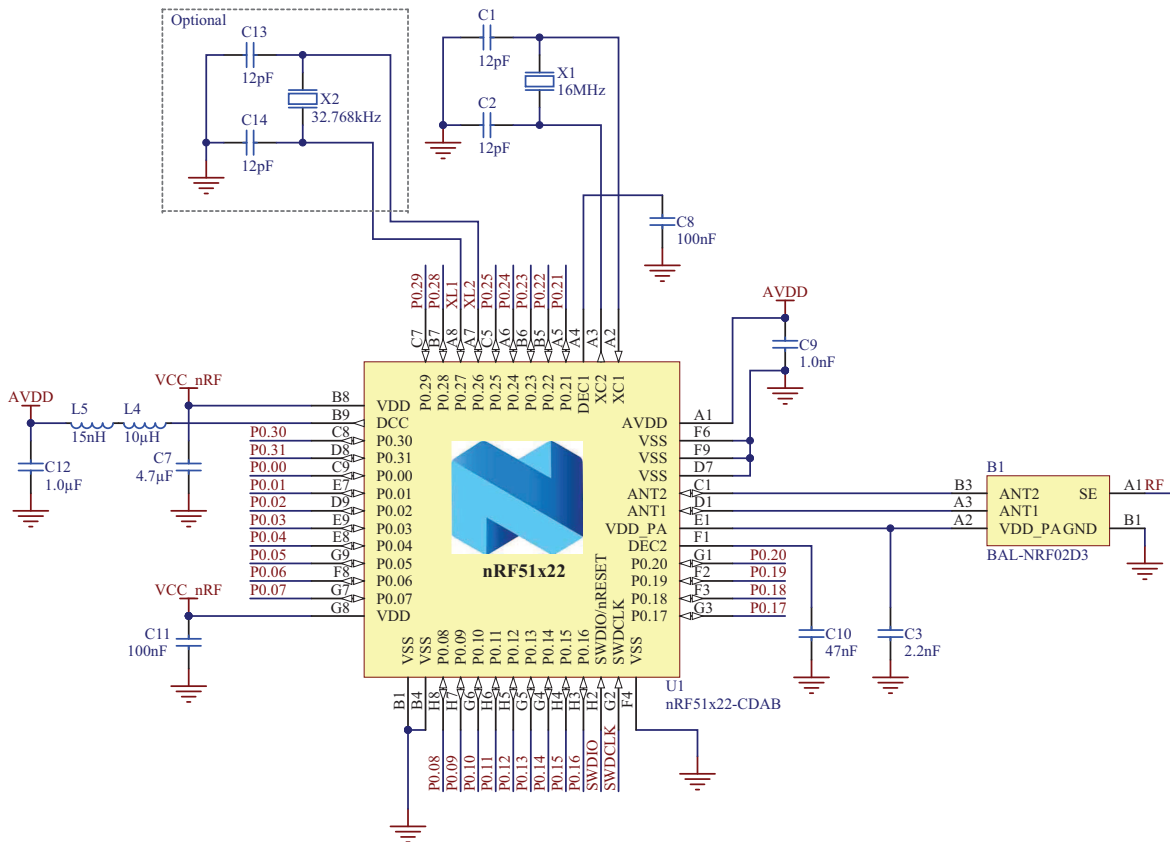 Optional
C13
12pF
X2
32.768kHz
C14
12pF
C1
12pF
X1
16MHz
C2
12pF
C8
100nF
P0.29
P0.28
XL1
XL2
P0.25
P0.24
P0.23
P0.22
P0.21
C7
B7
A8
A7
C5
A6
B6
B5
A5
A4
A3
A2
P0.29
P0.28
P0.27
P0.26
P0.25
P0.24
P0.23
P0.22
P0.21
DEC1
XC2
XC1
AVDD
C9
1.0nF
AVDD
L5
15nH
L4
10µH
C12
1.0µF
VCC_nRF
C7
4.7µF
B8 VDD
B9 DCC
P0.30 C8 P0.30
P0.31 D8 P0.31
P0.00 C9 P0.00
P0.01 E7 P0.01
P0.02 D9 P0.02
P0.03 E9 P0.03
P0.04 E8 P0.04
P0.05 G9 P0.05
P0.06 F8 P0.06
P0.07 G7 P0.07
VCC_nRF
G8 VDD
C11
100nF
nRF51x22
AVDD A1
VSS F6
VSS F9
VSS D7
ANT2 C1
ANT1 D1
VDD_PA E1
DEC2 F1
P0.20 G1 P0.20
P0.19 F2 P0.19
P0.18 F3 P0.18
P0.17 G3 P0.17
B1
B3 ANT2 SE A1 RF
A3 ANT1
A2 VDD_PA GND B1
BAL-NRF02D3
C10
47nF
C3
2.2nF
VSS
VSS
P0.08
P0.09
P0.10
P0.11
P0.12
P0.13
P0.14
P0.15
P0.16
SWDIO/nRESET
SWDCLK
VSS
U1
nRF51x22-CDAB
B1
B4
H8
H7
G6
H6
H5
G5
G4
H4
H3
H2
G2
F4
P0.08
P0.09
P0.10
P0.11
P0.12
P0.13
P0.14
P0.15
P0.16
SWDIO
SWDCLK